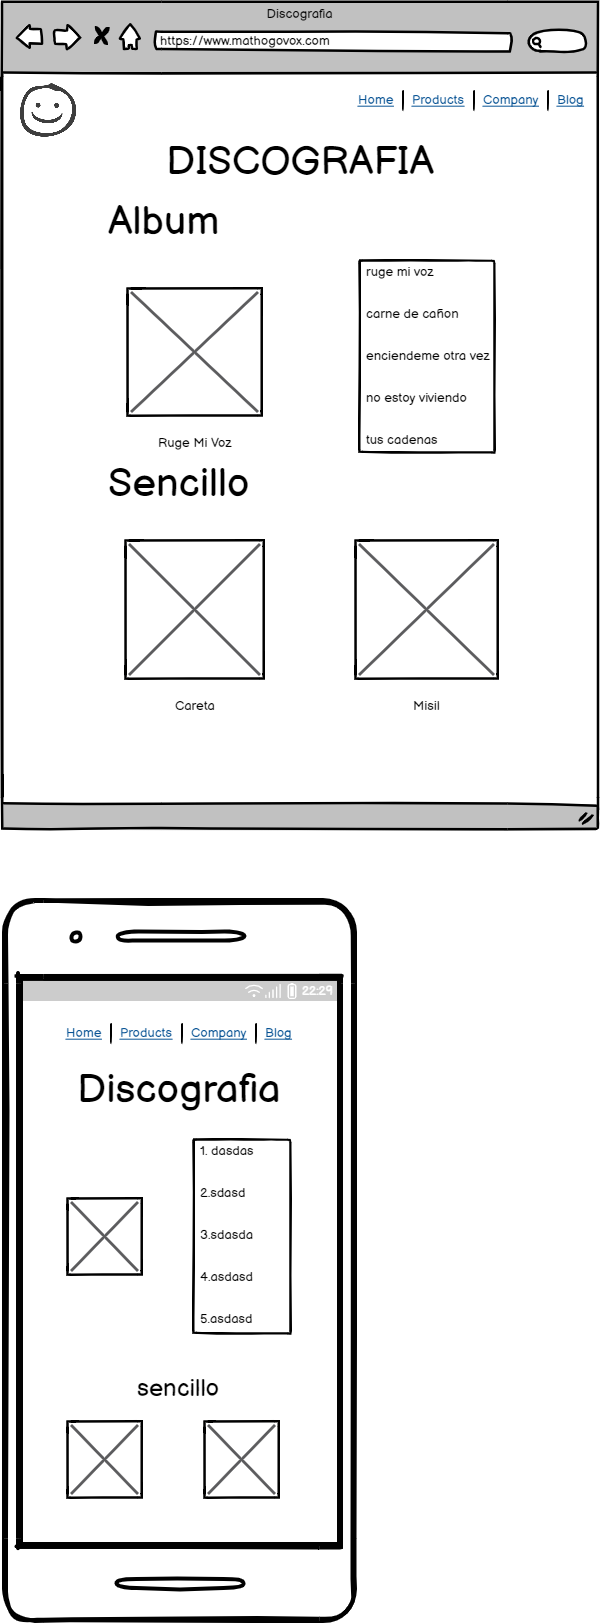 Discografia
https://www.mathogovox.com
Home Products Company Blog
DISCOGRAFIA
Album
ruge mi voz
carne de cañon
enciendeme otra vez
no estoy viviendo
tus cadenas
Ruge Mi Voz
Sencillo
Careta Misil
22:29
Home Products Company Blog
Discografia
1. dasdas
2.sdasd
3.sdasda
4.asdasd
5.asdasd
sencillo